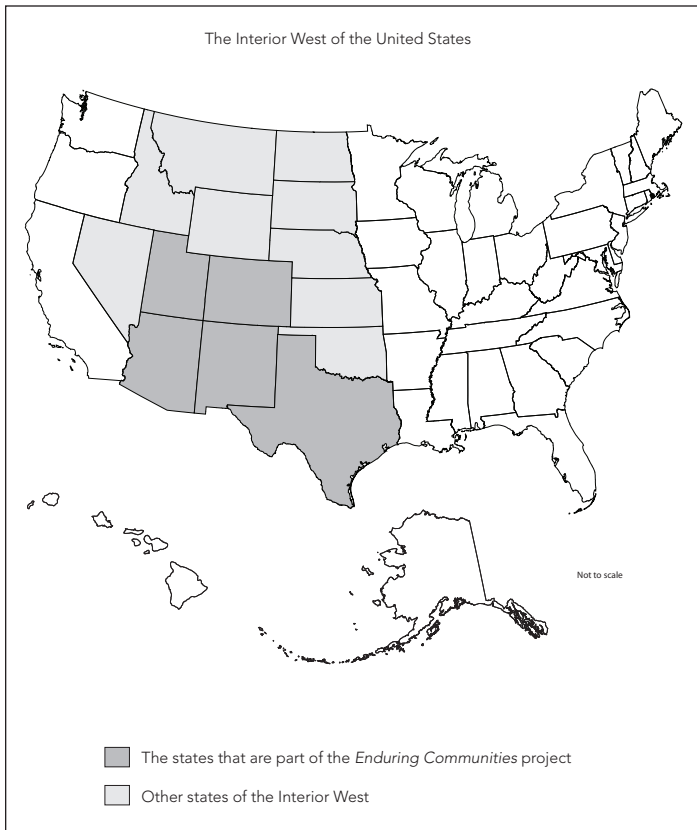 The Interior West of the United States
Not to scale
The states that are part of the Enduring Communities project
Other states of the Interior West